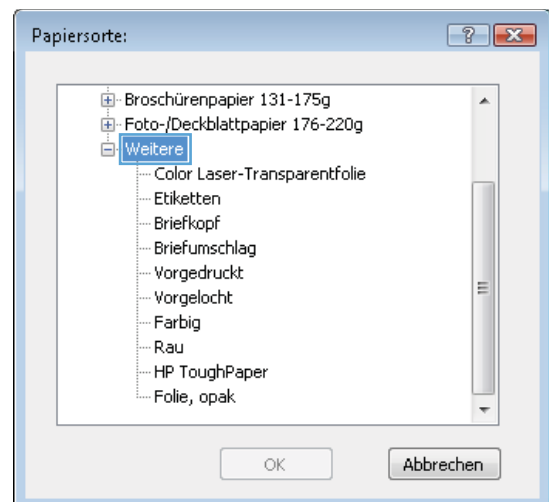 Papiersorte:
Broschürenpapier 131-175g
Foto-/Deckblattpapier 176-220g
Weitere
Color Laser-Transparentfolie
Etiketten
Briefkopf
Briefumschlag
Vorgedruckt
Vorgelocht
Farbig
Rau
HP ToughPaper
Folie, opak
OK Abbrechen